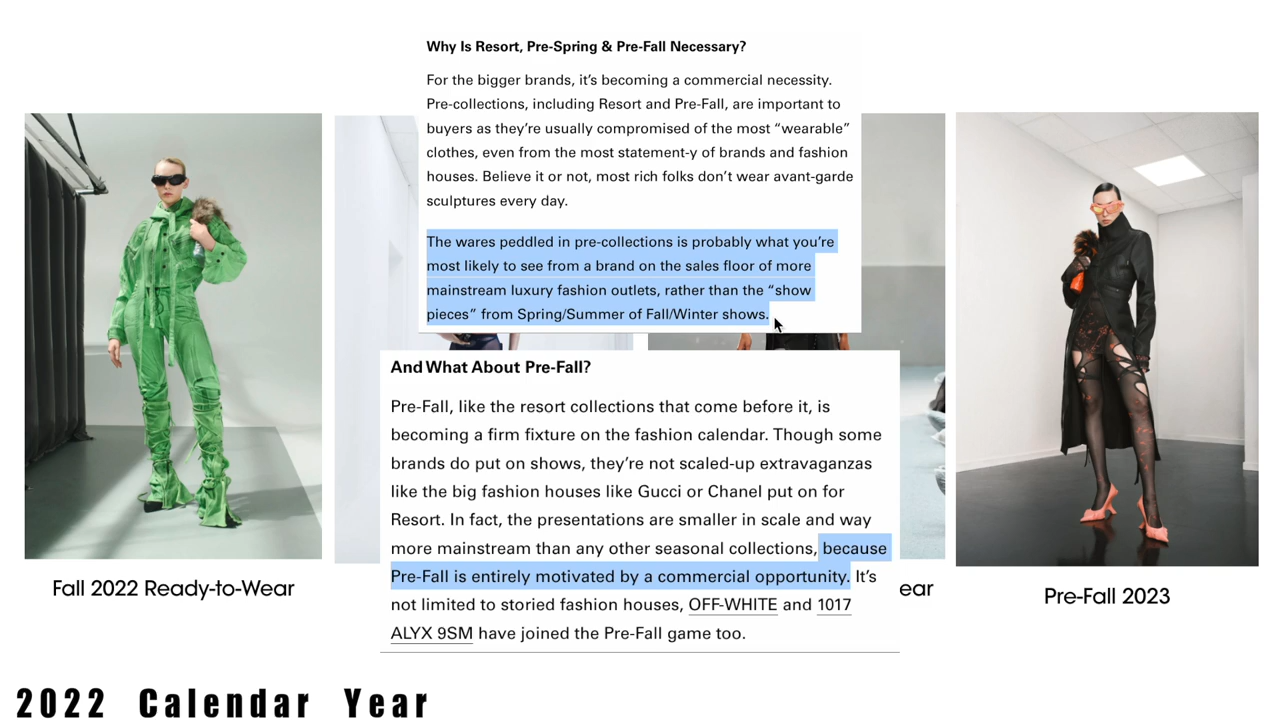 Why Is Resort, Pre-Spring & Pre-Fall Necessary?
For the bigger brands, it's becoming a commercial necessity.
Pre-collections, including Resort and Pre-Fall, are important to
buyers as they're usually compromised of the most “wearable”
clothes, even from the most statement-y of brands and fashion
houses. Believe it or not, most rich folks don't wear avant-garde
sculptures every day.
The wares peddled in pre-collections is probably what you're
most likely to see from a brand on the sales floor of more
mainstream luxury fashion outlets, rather than the “show
pieces” from Spring/Summer of Fall/Winter shows.
And What About Pre-Fall?
Pre-Fall, like the resort collections that come before it, is
becoming a firm fixture on the fashion calendar. Though some
brands do put on shows, they're not scaled-up extravaganzas
like the big fashion houses like Gucci or Chanel put on for
Resort. In fact, the presentations are smaller in scale and way
more mainstream than any other seasonal collections, because
Pre-Fall is entirely motivated by a commercial opportunity. It's
not limited to storied fashion houses, OFF-WHITE and 1017
ALYX 9SM have joined the Pre-Fall game too.
Fall 2022 Ready-to-Wear
ear
Pre-Fall 2023
2022 Calendar Year